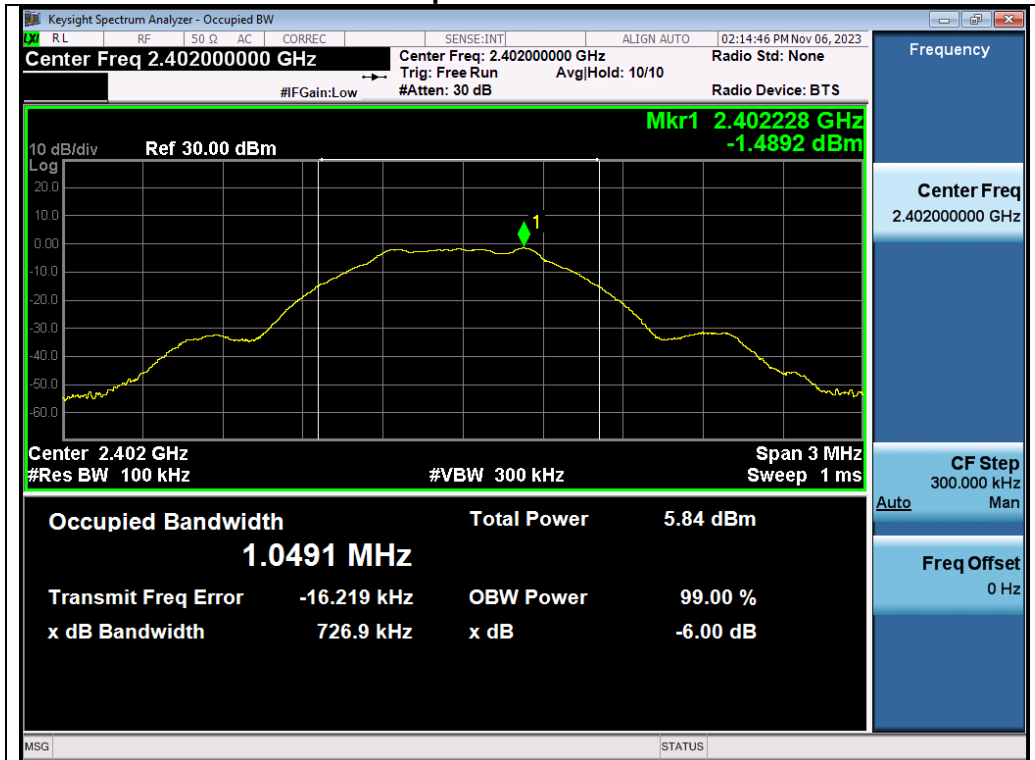 Keysight Spectrum Analyzer - Occupied BW
LXI RL RF 50 Ω AC CORREC SENSE:INT ALIGN AUTO 02:14:46 PM Nov 06, 2023
Center Freq 2.402000000 GHz Center Freq: 2.402000000 GHz Radio Std: None
Trig: Free Run Avg|Hold: 10/10
#IFGain:Low #Atten: 30 dB Radio Device: BTS
Frequency
Mkr1 2.402228 GHz
-1.4892 dBm
10 dB/div Ref 30.00 dBm
Log
20.0
10.0
0.00
-10.0
-20.0
-30.0
-40.0
-50.0
-60.0
1
Center 2.402 GHz Span 3 MHz
#Res BW 100 kHz #VBW 300 kHz Sweep 1 ms
Occupied Bandwidth Total Power 5.84 dBm
1.0491 MHz
Transmit Freq Error -16.219 kHz OBW Power 99.00 %
x dB Bandwidth 726.9 kHz x dB -6.00 dB
Center Freq
2.402000000 GHz
CF Step
300.000 kHz
Auto Man
Freq Offset
0 Hz
MSG STATUS